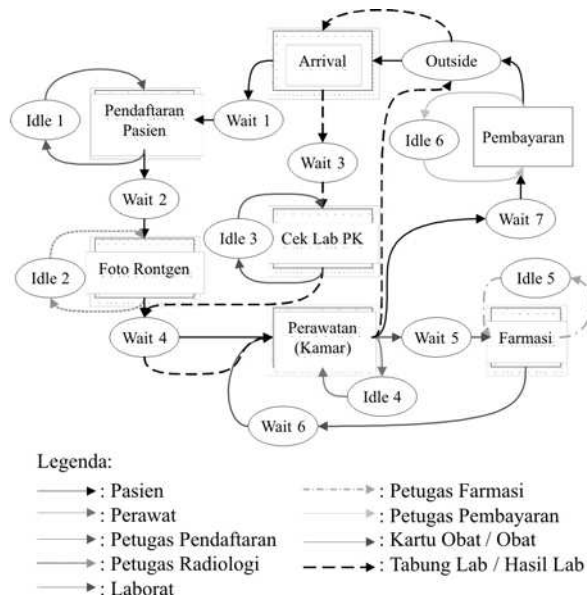 Arrival
Outside
Pendaftaran
Pasien
Idle 1
Wait 1
Idle 6
Pembayaran
Wait 3
Wait 2
Idle 3
Cek Lab PK
Wait 7
Foto Rontgen
Idle 2
Idle 5
Wait 4
Perawatan
(Kamar)
Wait 5
Farmasi
Idle 4
Wait 6
Legenda:
: Pasien
: Perawat
: Petugas Pendaftaran
: Petugas Radiologi
: Laborat
: Petugas Farmasi
: Petugas Pembayaran
: Kartu Obat / Obat
: Tabung Lab / Hasil Lab